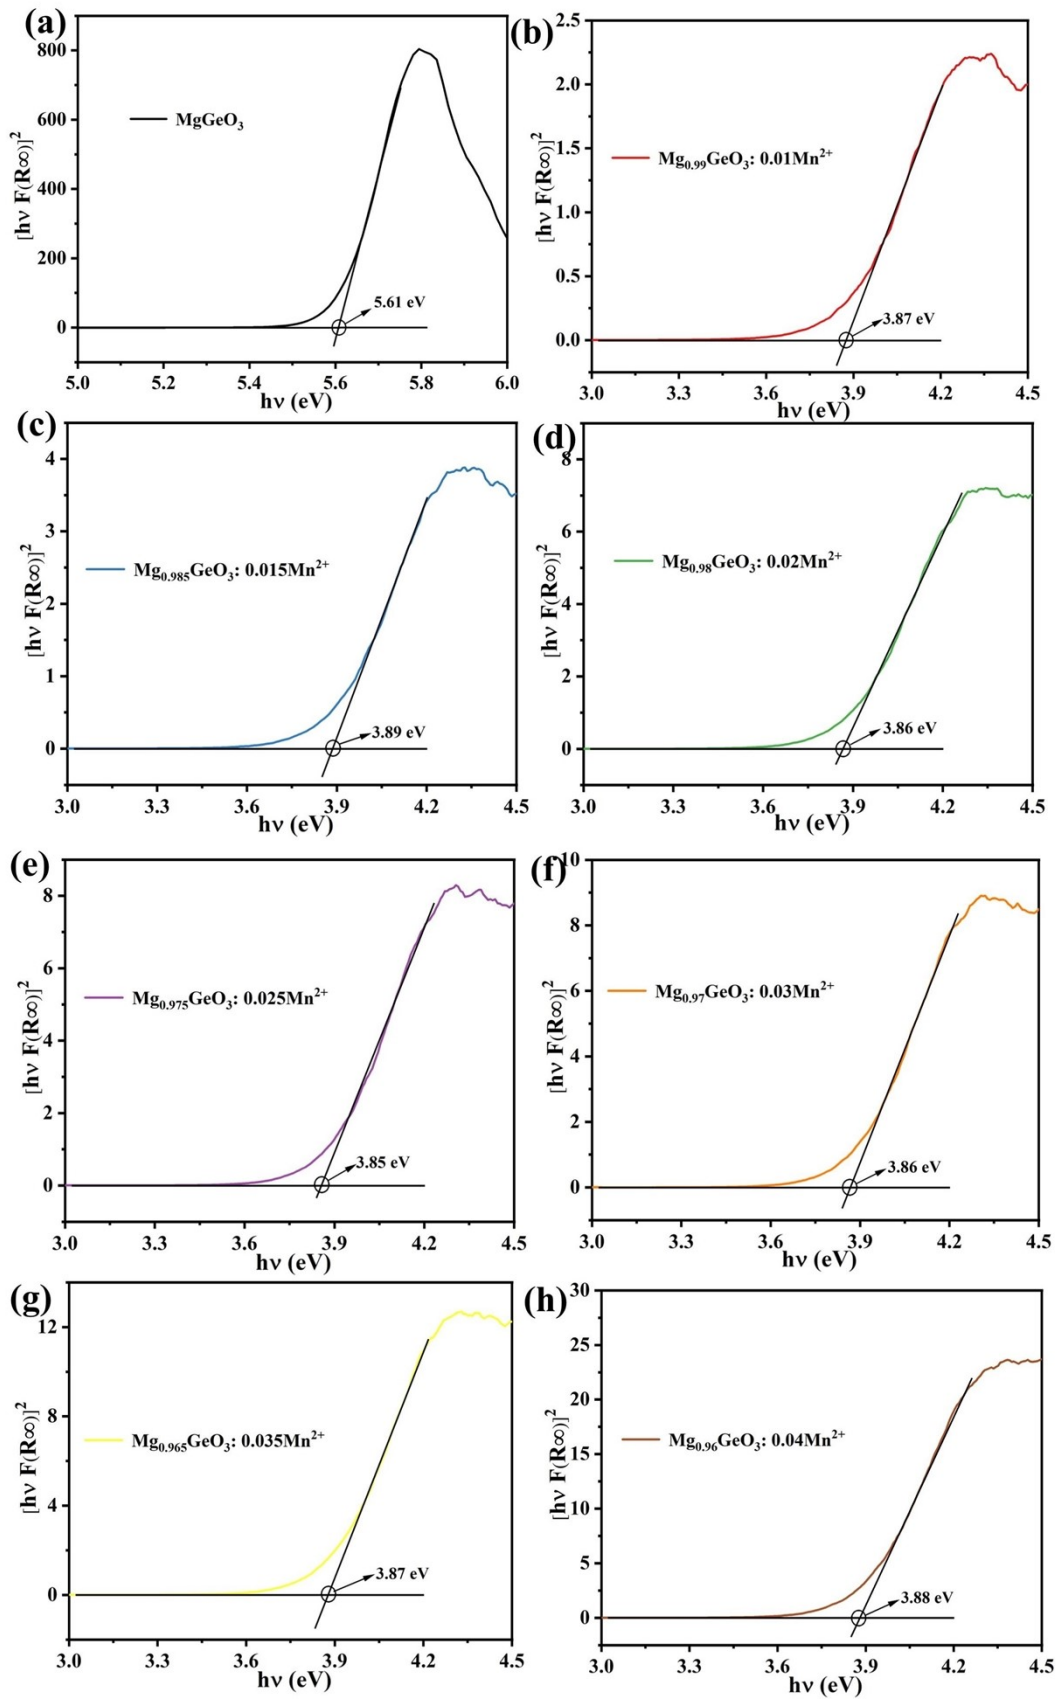 (a)
800
600
400
200
0
[hν F(R∞)]²
MgGeO₃
5.61 eV
5.0 5.2 5.4 5.6 5.8 6.0
hν (eV)
(b)
2.5
2.0
1.5
1.0
0.5
0.0
[hν F(R∞)]²
Mg₀.₉₉GeO₃: 0.01Mn²⁺
3.87 eV
3.0 3.3 3.6 3.9 4.2 4.5
hν (eV)
(c)
4
3
2
1
0
[hν F(R∞)]²
Mg₀.₉₈₅GeO₃: 0.015Mn²⁺
3.89 eV
3.0 3.3 3.6 3.9 4.2 4.5
hν (eV)
(d)
8
6
4
2
0
[hν F(R∞)]²
Mg₀.₉₈GeO₃: 0.02Mn²⁺
3.86 eV
3.0 3.3 3.6 3.9 4.2 4.5
hν (eV)
(e)
8
6
4
2
0
[hν F(R∞)]²
Mg₀.₉₇₅GeO₃: 0.025Mn²⁺
3.85 eV
3.0 3.3 3.6 3.9 4.2 4.5
hν (eV)
(f)
10
8
6
4
2
0
[hν F(R∞)]²
Mg₀.₉₇GeO₃: 0.03Mn²⁺
3.86 eV
3.0 3.3 3.6 3.9 4.2 4.5
hν (eV)
(g)
12
8
4
0
[hν F(R∞)]²
Mg₀.₉₆₅GeO₃: 0.035Mn²⁺
3.87 eV
3.0 3.3 3.6 3.9 4.2 4.5
hν (eV)
(h)
30
25
20
15
10
5
0
[hν F(R∞)]²
Mg₀.₉₆GeO₃: 0.04Mn²⁺
3.88 eV
3.0 3.3 3.6 3.9 4.2 4.5
hν (eV)